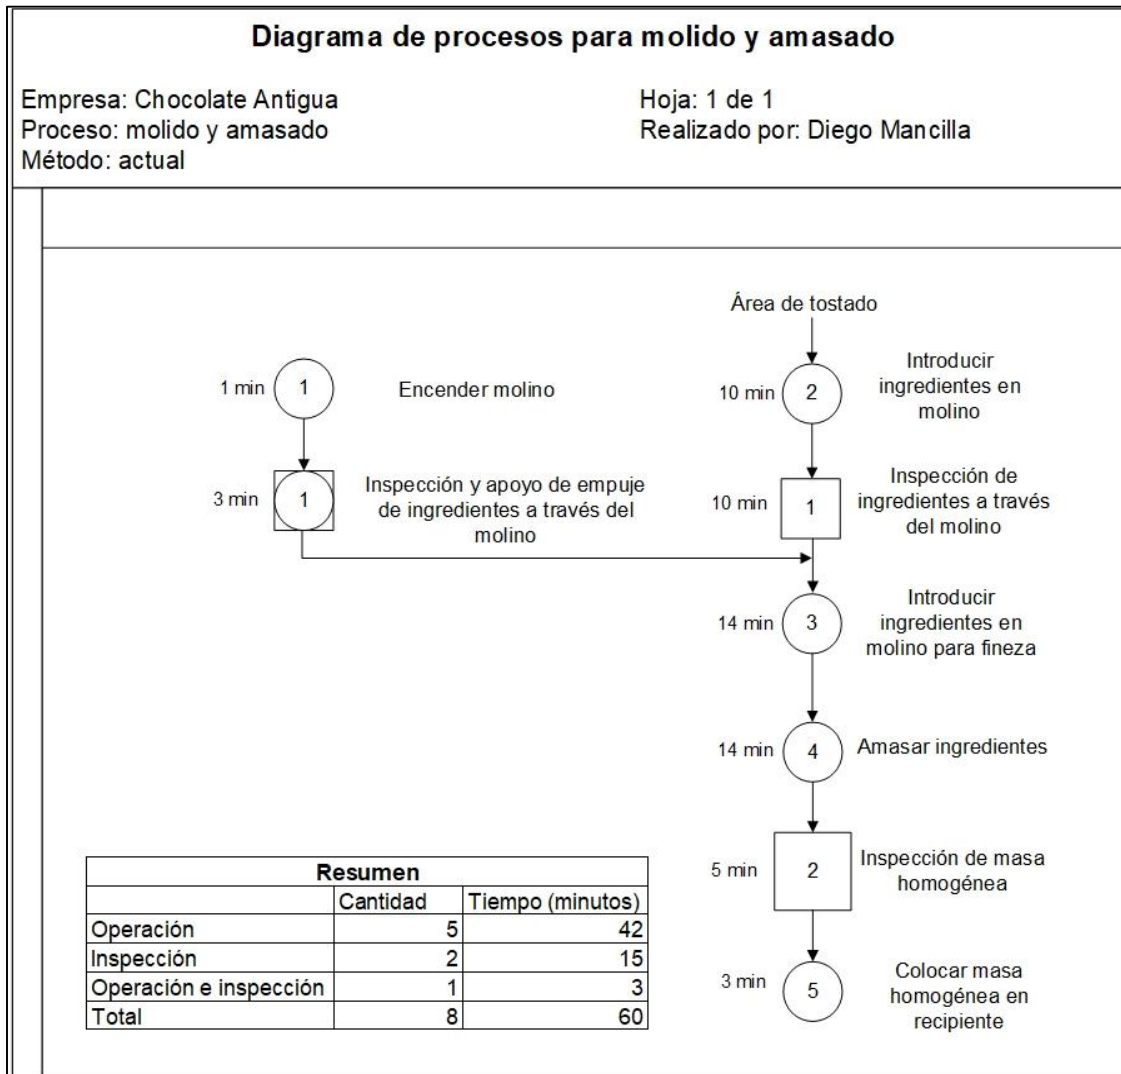 Diagrama de procesos para molido y amasado
Empresa: Chocolate Antigua
Hoja: 1 de 1
Proceso: molido y amasado
Realizado por: Diego Mancilla
Método: actual
Área de tostado
1 min
1
Encender molino
10 min
2
Introducir
ingredientes en
molino
3 min
1
Inspección y apoyo de empuje
de ingredientes a través del
molino
10 min
1
Inspección de
ingredientes a través
del molino
14 min
3
Introducir
ingredientes en
molino para fineza
14 min
4
Amasar ingredientes
5 min
2
Inspección de masa
homogénea
3 min
5
Colocar masa
homogénea en
recipiente
Resumen
Cantidad Tiempo (minutos)
Operación 5 42
Inspección 2 15
Operación e inspección 1 3
Total 8 60